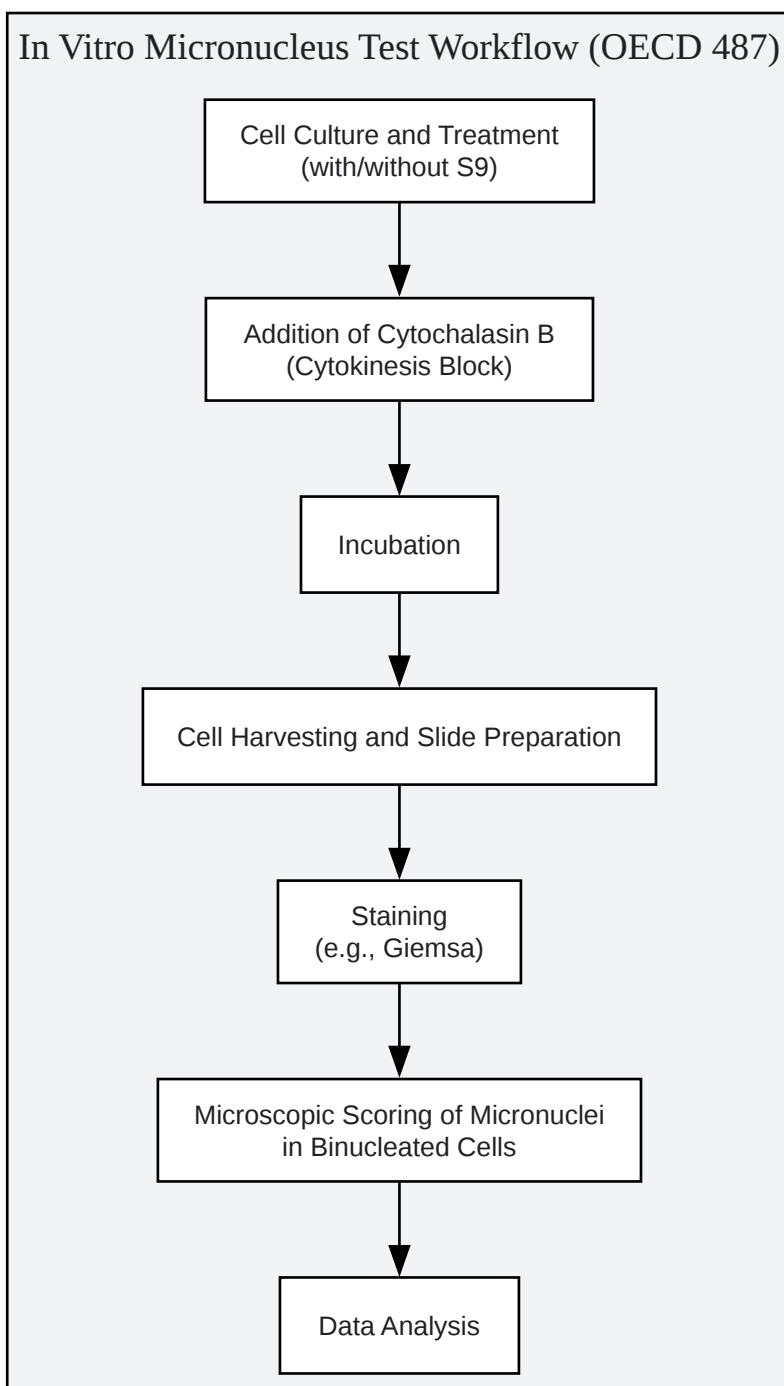 In Vitro Micronucleus Test Workflow (OECD 487)
Cell Culture and Treatment
(with/without S9)
Addition of Cytochalasin B
(Cytokinesis Block)
Incubation
Cell Harvesting and Slide Preparation
Staining
(e.g., Giemsa)
Microscopic Scoring of Micronuclei
in Binucleated Cells
Data Analysis